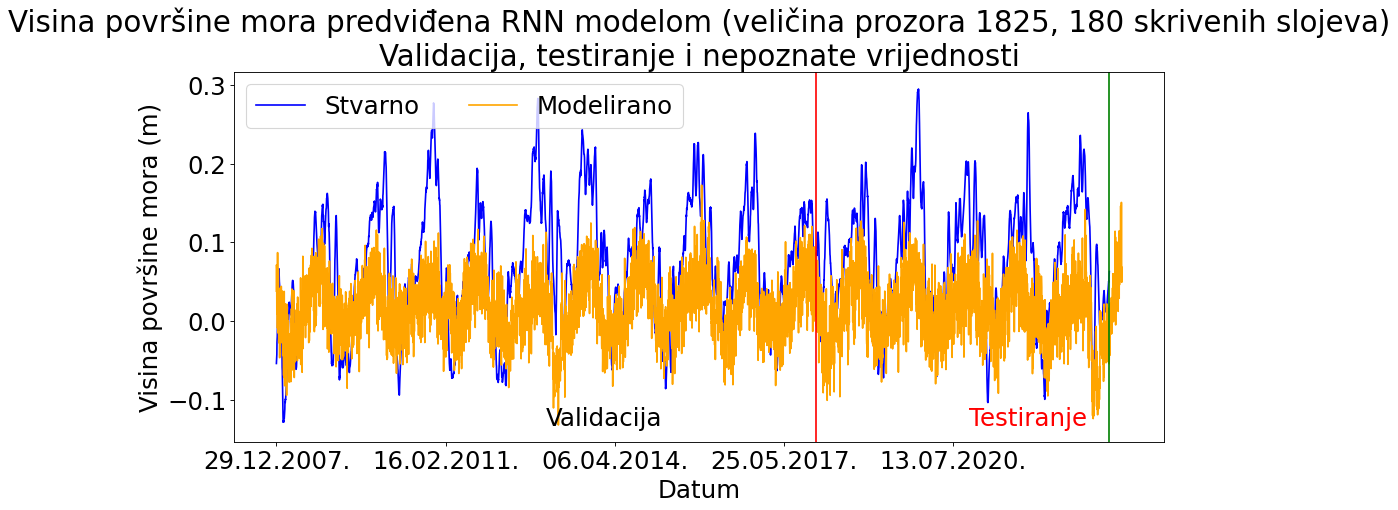 Visina površine mora predviđena RNN modelom (veličina prozora 1825, 180 skrivenih slojeva)
Validacija, testiranje i nepoznate vrijednosti
Stvarno Modelirano
Visina površine mora (m)
0.3
0.2
0.1
0.0
−0.1
Validacija
Testiranje
29.12.2007. 16.02.2011. 06.04.2014. 25.05.2017. 13.07.2020.
Datum